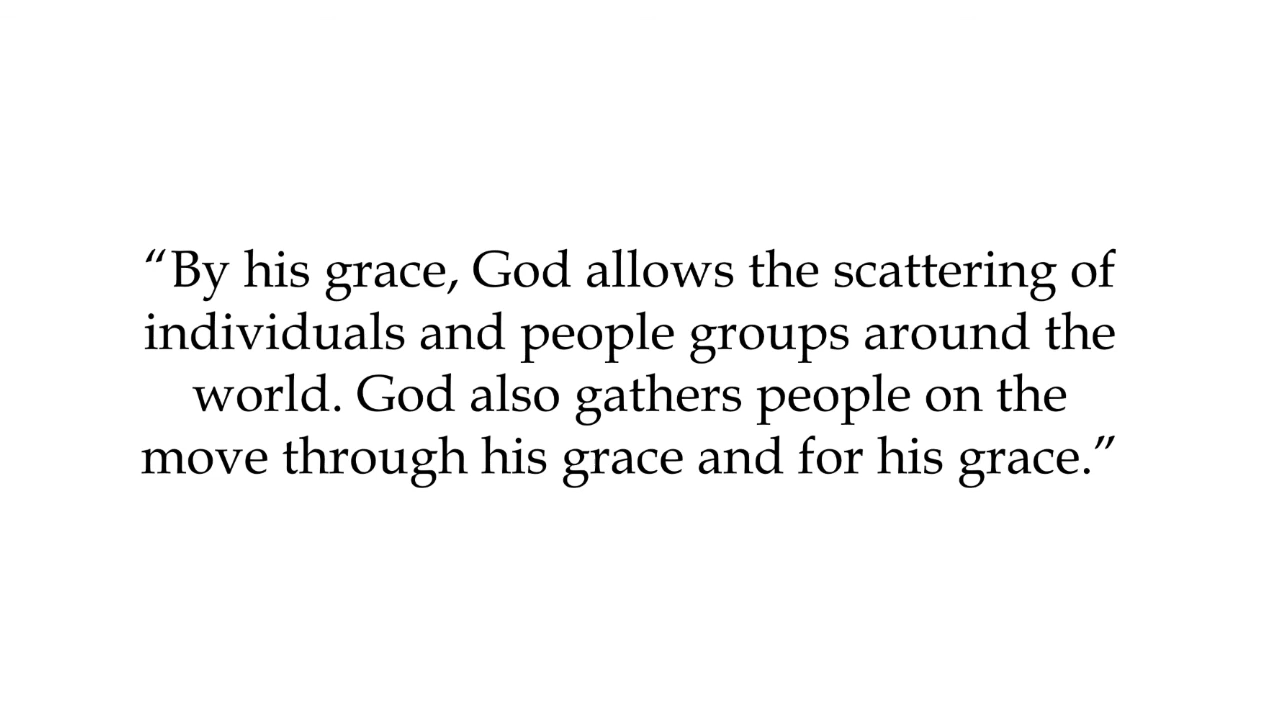 “By his grace, God allows the scattering of
individuals and people groups around the
world. God also gathers people on the
move through his grace and for his grace.”